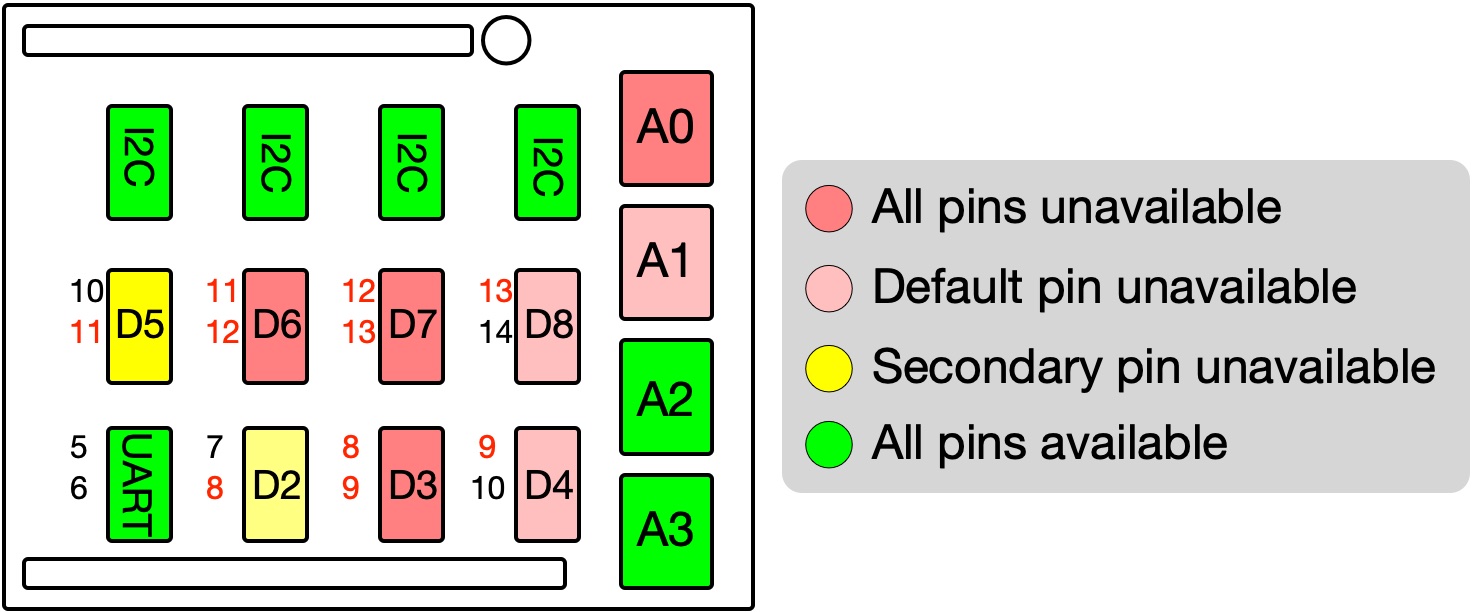 I2C
I2C
I2C
I2C
A0
A1
10
11
D5
11
12
D6
12
13
D7
13
14
D8
A2
5
6
UART
7
8
D2
8
9
D3
9
10
D4
A3
All pins unavailable
Default pin unavailable
Secondary pin unavailable
All pins available